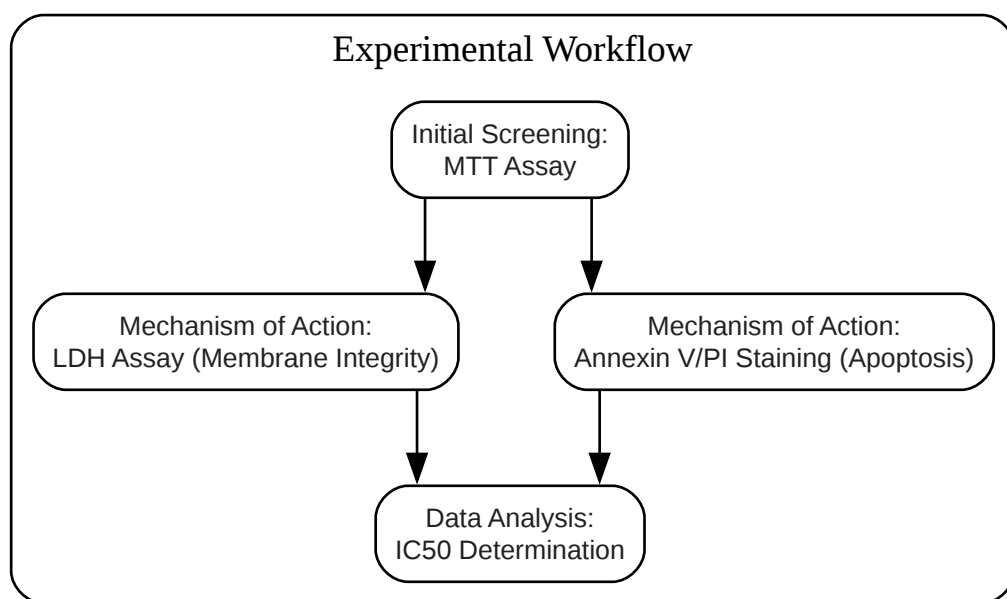 Experimental Workflow
Initial Screening:
MTT Assay
Mechanism of Action:
LDH Assay (Membrane Integrity)
Mechanism of Action:
Annexin V/PI Staining (Apoptosis)
Data Analysis:
IC50 Determination